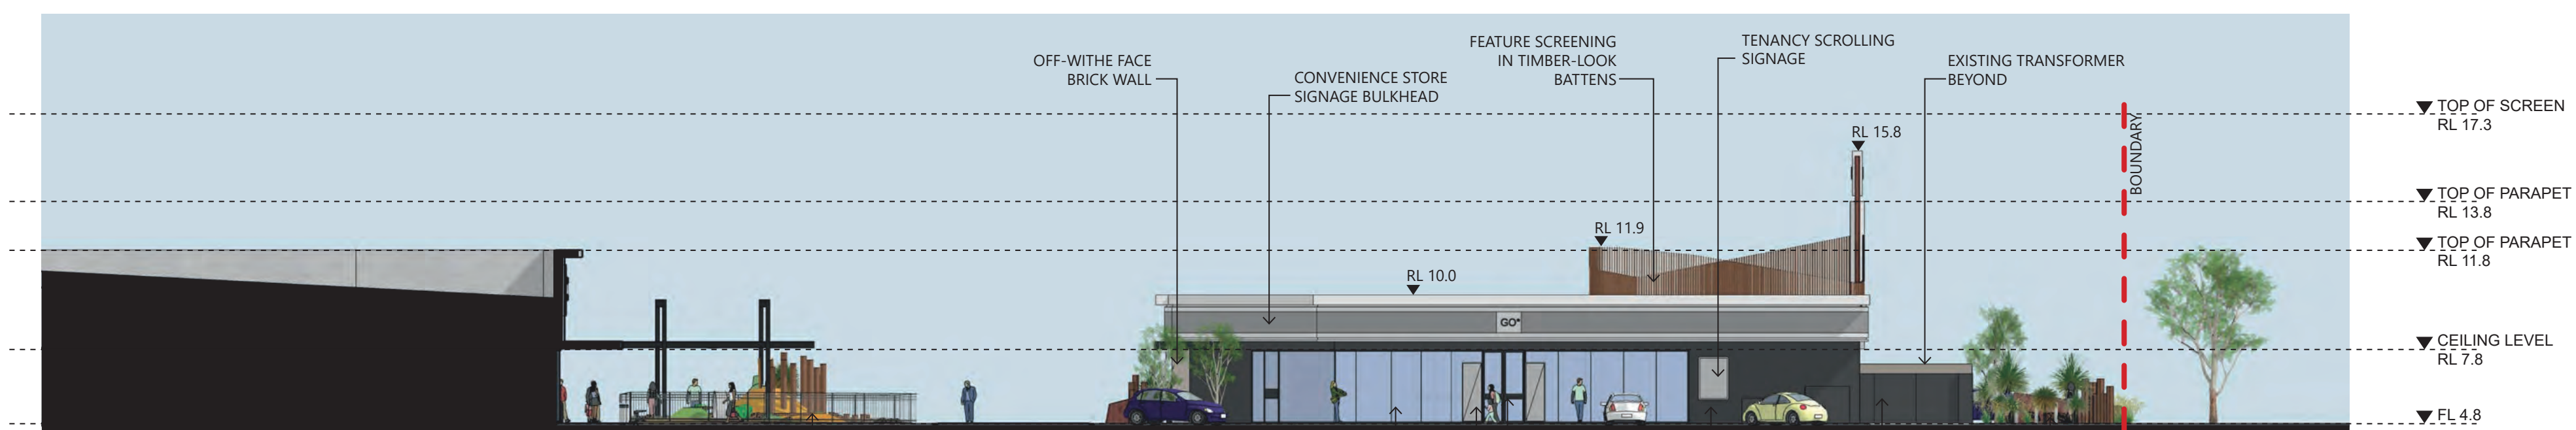 OFF-WITHE FACE
BRICK WALL
CONVENIENCE STORE
SIGNAGE BULKHEAD
FEATURE SCREENING
IN TIMBER-LOOK
BATTENS
TENANCY SCROLLING
SIGNAGE
EXISTING TRANSFORMER
BEYOND
RL 15.8
RL 11.9
RL 10.0
GO*
BOUNDARY
TOP OF SCREEN
RL 17.3
TOP OF PARAPET
RL 13.8
TOP OF PARAPET
RL 11.8
CEILING LEVEL
RL 7.8
FL 4.8